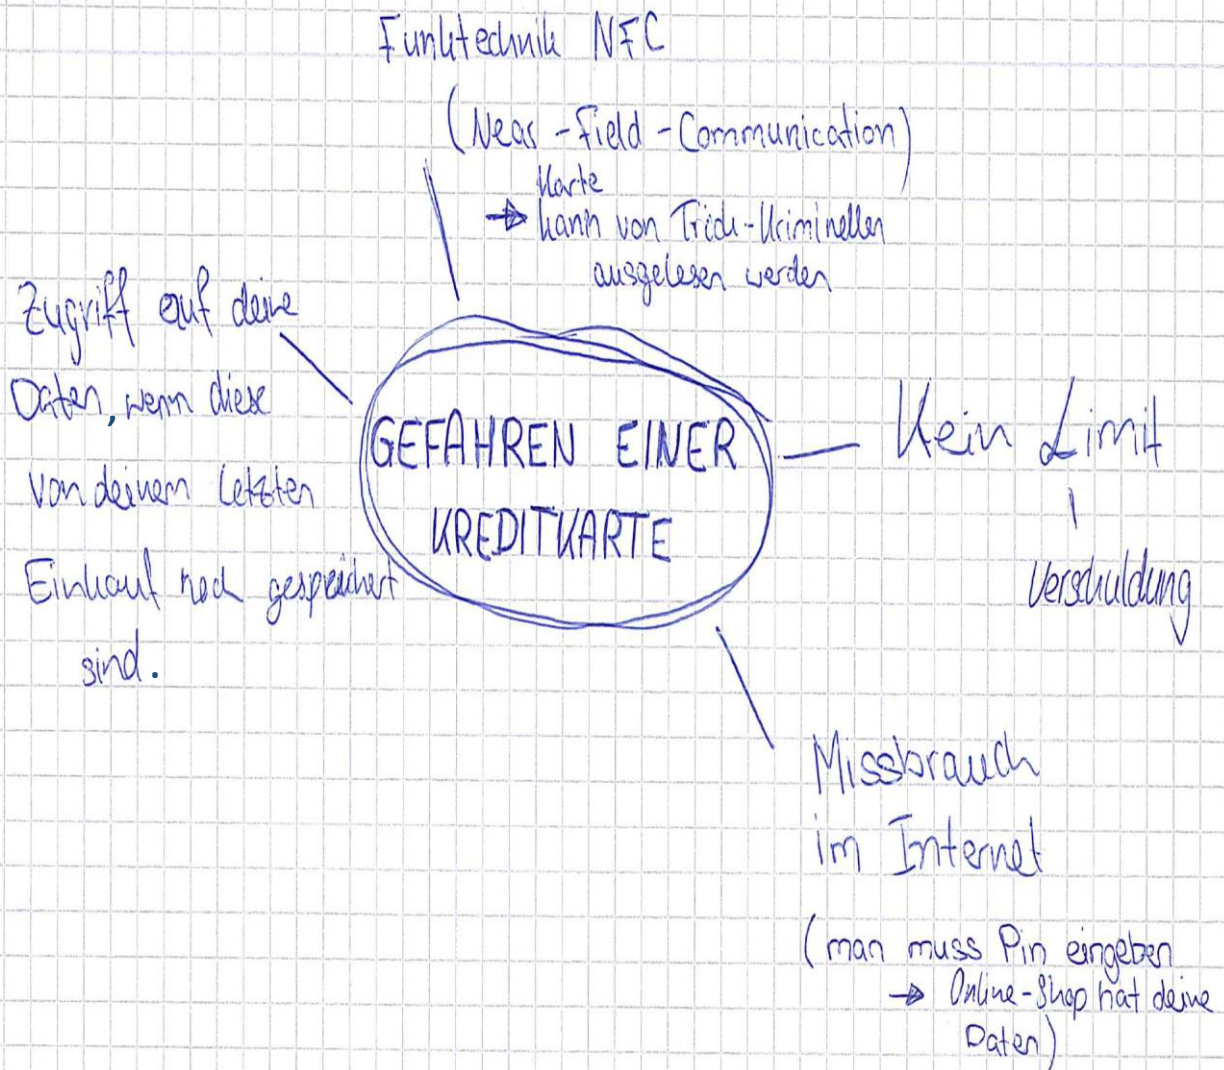 Funktechnik NFC
(Near-Field-Communication)
Karte
→ kann von Trick-Kriminellen
ausgelesen werden
Zugriff auf deine
Daten, wenn diese
von deinem letzten
Einkauf noch gespeichert
sind.
GEFAHREN EINER
KREDITKARTE
Kein Limit
Verschuldung
Missbrauch
im Internet
(man muss Pin eingeben
→ Online-Shop hat deine
Daten)